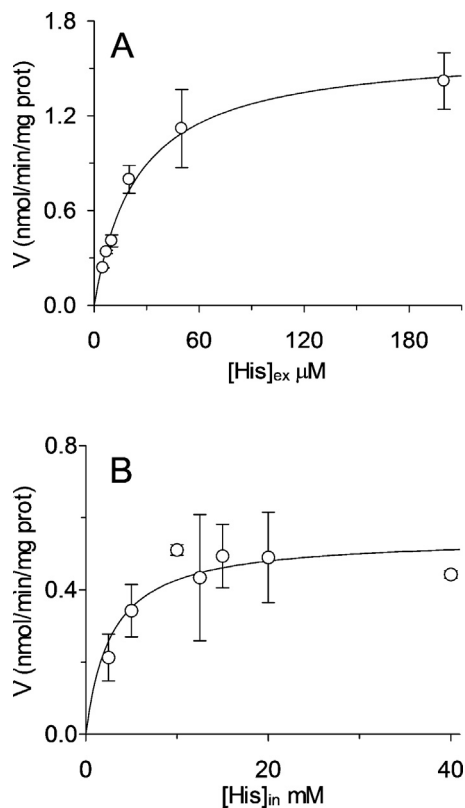 A
V (nmol/min/mg prot)
1.8
1.2
0.6
0.0
0 60 120 180
[His]ex μM
B
V (nmol/min/mg prot)
0.8
0.4
0.0
0 20 40
[His]in mM